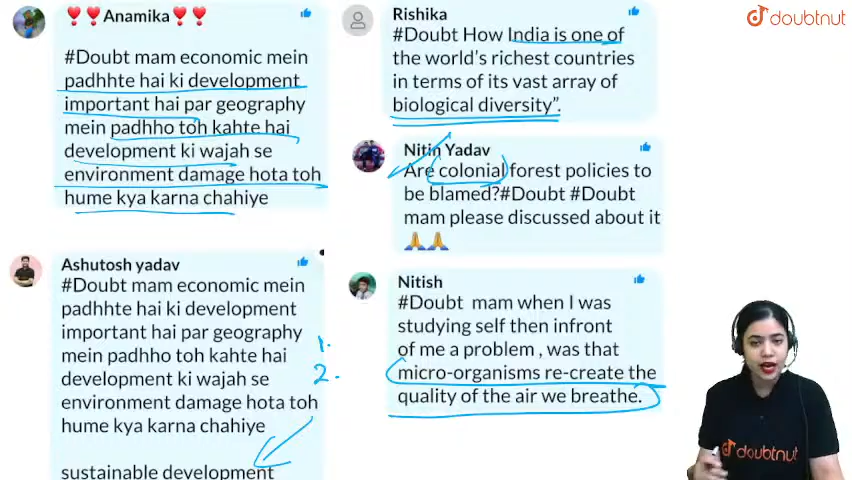 doubtnut
❣️❣️Anamika❣️❣️
#Doubt mam economic mein
padhhte hai ki development
important hai par geography
mein padhho toh kahte hai
development ki wajah se
environment damage hota toh
hume kya karna chahiye
Rishika
#Doubt How India is one of
the world's richest countries
in terms of its vast array of
biological diversity”.
Nitin Yadav
Are colonial forest policies to
be blamed?#Doubt #Doubt
mam please discussed about it
🙏🙏
Ashutosh yadav
#Doubt mam economic mein
padhhte hai ki development
important hai par geography
mein padhho toh kahte hai
development ki wajah se
environment damage hota toh
hume kya karna chahiye
sustainable development
1.
2.
Nitish
#Doubt mam when I was
studying self then infront
of me a problem , was that
micro-organisms re-create the
quality of the air we breathe.
doubtnut